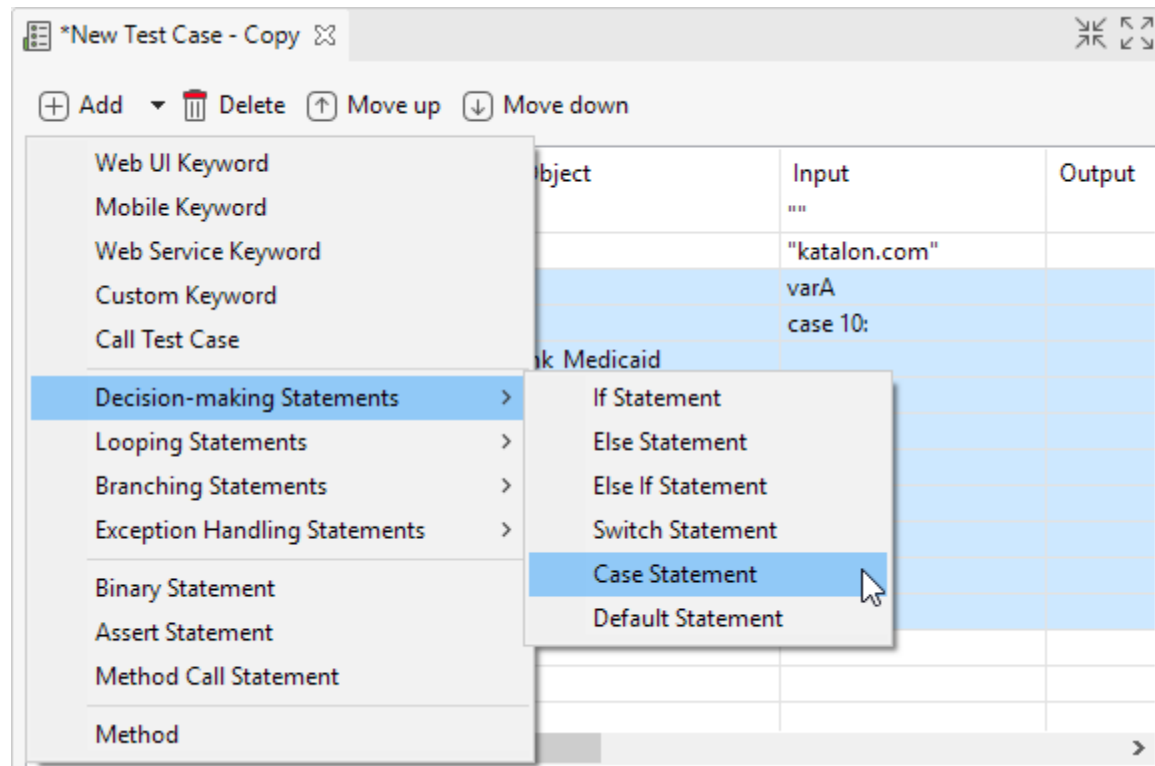 *New Test Case - Copy
Add Delete Move up Move down
Web UI Keyword
Mobile Keyword
Web Service Keyword
Custom Keyword
Call Test Case
Decision-making Statements
Looping Statements
Branching Statements
Exception Handling Statements
Binary Statement
Assert Statement
Method Call Statement
Method
If Statement
Else Statement
Else If Statement
Switch Statement
Case Statement
Default Statement
bject Input Output
""
"katalon.com"
varA
case 10:
nk_Medicaid